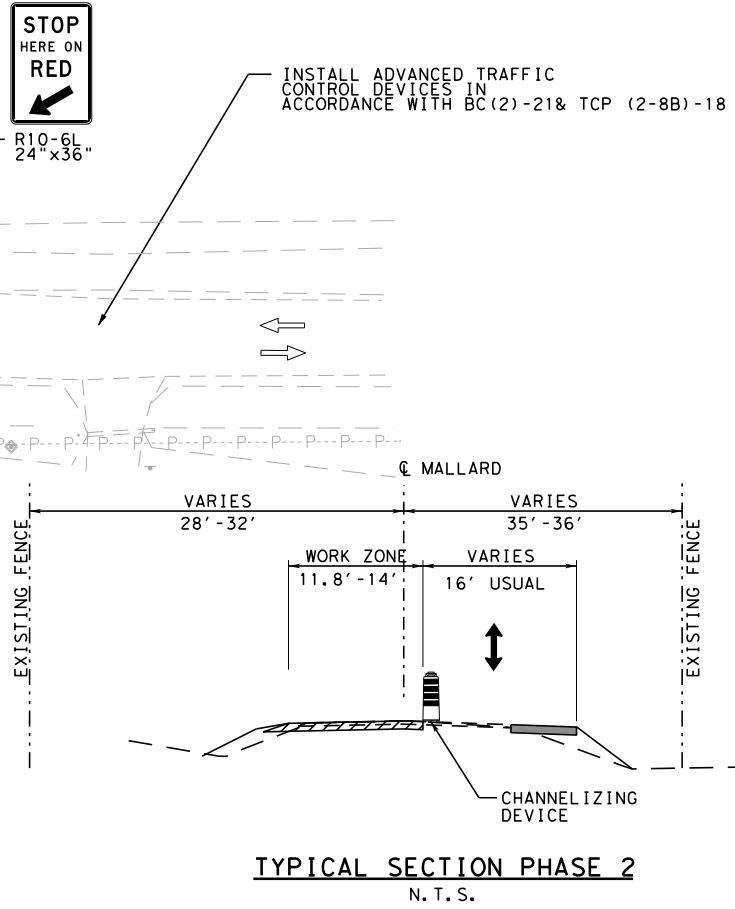 STOP
HERE ON
RED
R10-6L
24"x36"
INSTALL ADVANCED TRAFFIC
CONTROL DEVICES IN
ACCORDANCE WITH BC(2)-21& TCP (2-8B)-18
P P P P P P P P P P P P
℄ MALLARD
VARIES
28'-32'
VARIES
35'-36'
EXISTING FENCE
WORK ZONE
11.8'-14'
VARIES
16' USUAL
EXISTING FENCE
CHANNELIZING
DEVICE
TYPICAL SECTION PHASE 2
N.T.S.